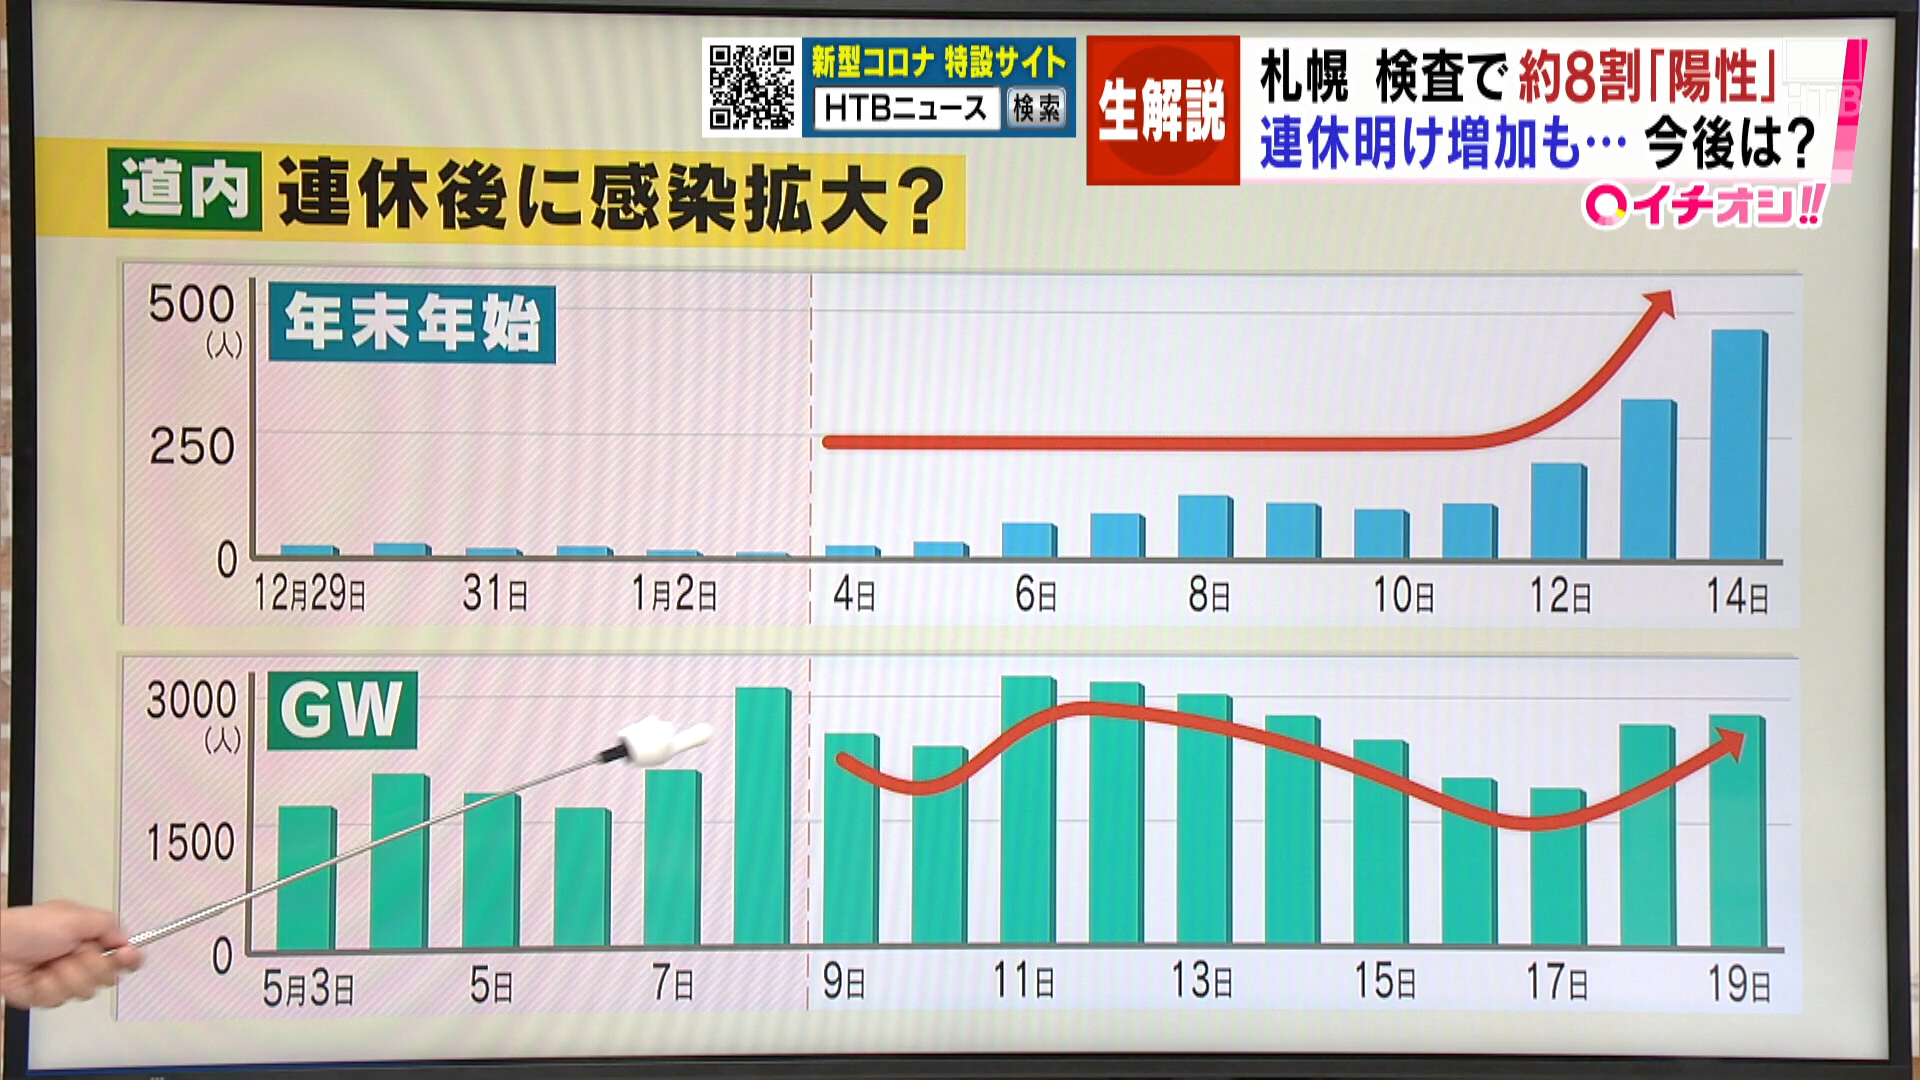 新型コロナ 特設サイト
HTBニュース 検索
生解説
札幌 検査で 約8割「陽性」
連休明け増加も… 今後は?
HTB
イチオシ!!
道内 連休後に感染拡大?
年末年始
500
(人)
250
0
12月29日 31日 1月2日 4日 6日 8日 10日 12日 14日
GW
3000
(人)
1500
0
5月3日 5日 7日 9日 11日 13日 15日 17日 19日